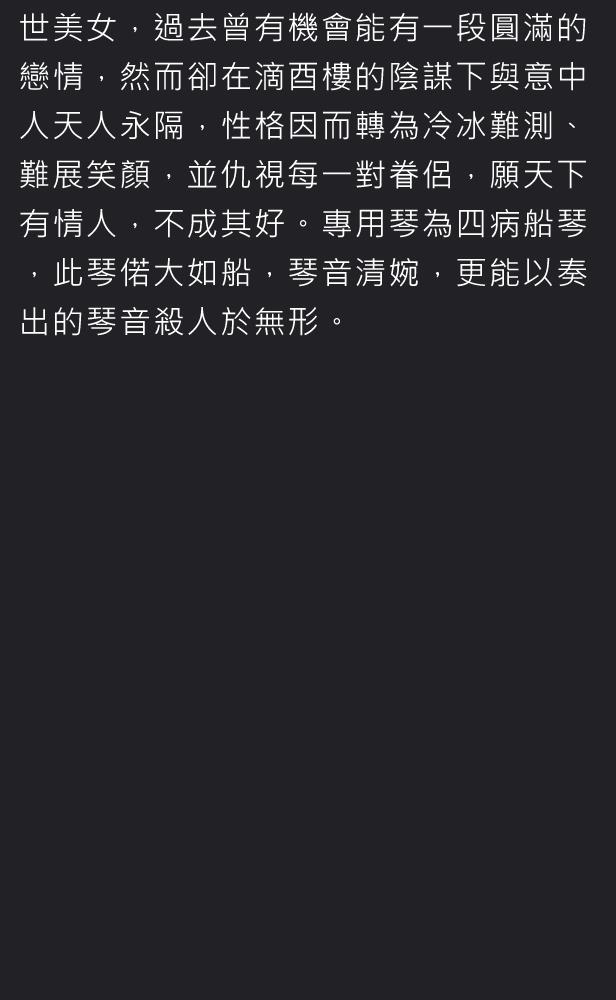 世美女，過去曾有機會能有一段圓滿的
戀情，然而卻在滴酉樓的陰謀下與意中
人天人永隔，性格因而轉為冷冰難測、
難展笑顏，並仇視每一對眷侶，願天下
有情人，不成其好。專用琴為四病船琴
，此琴偌大如船，琴音清婉，更能以奏
出的琴音殺人於無形。